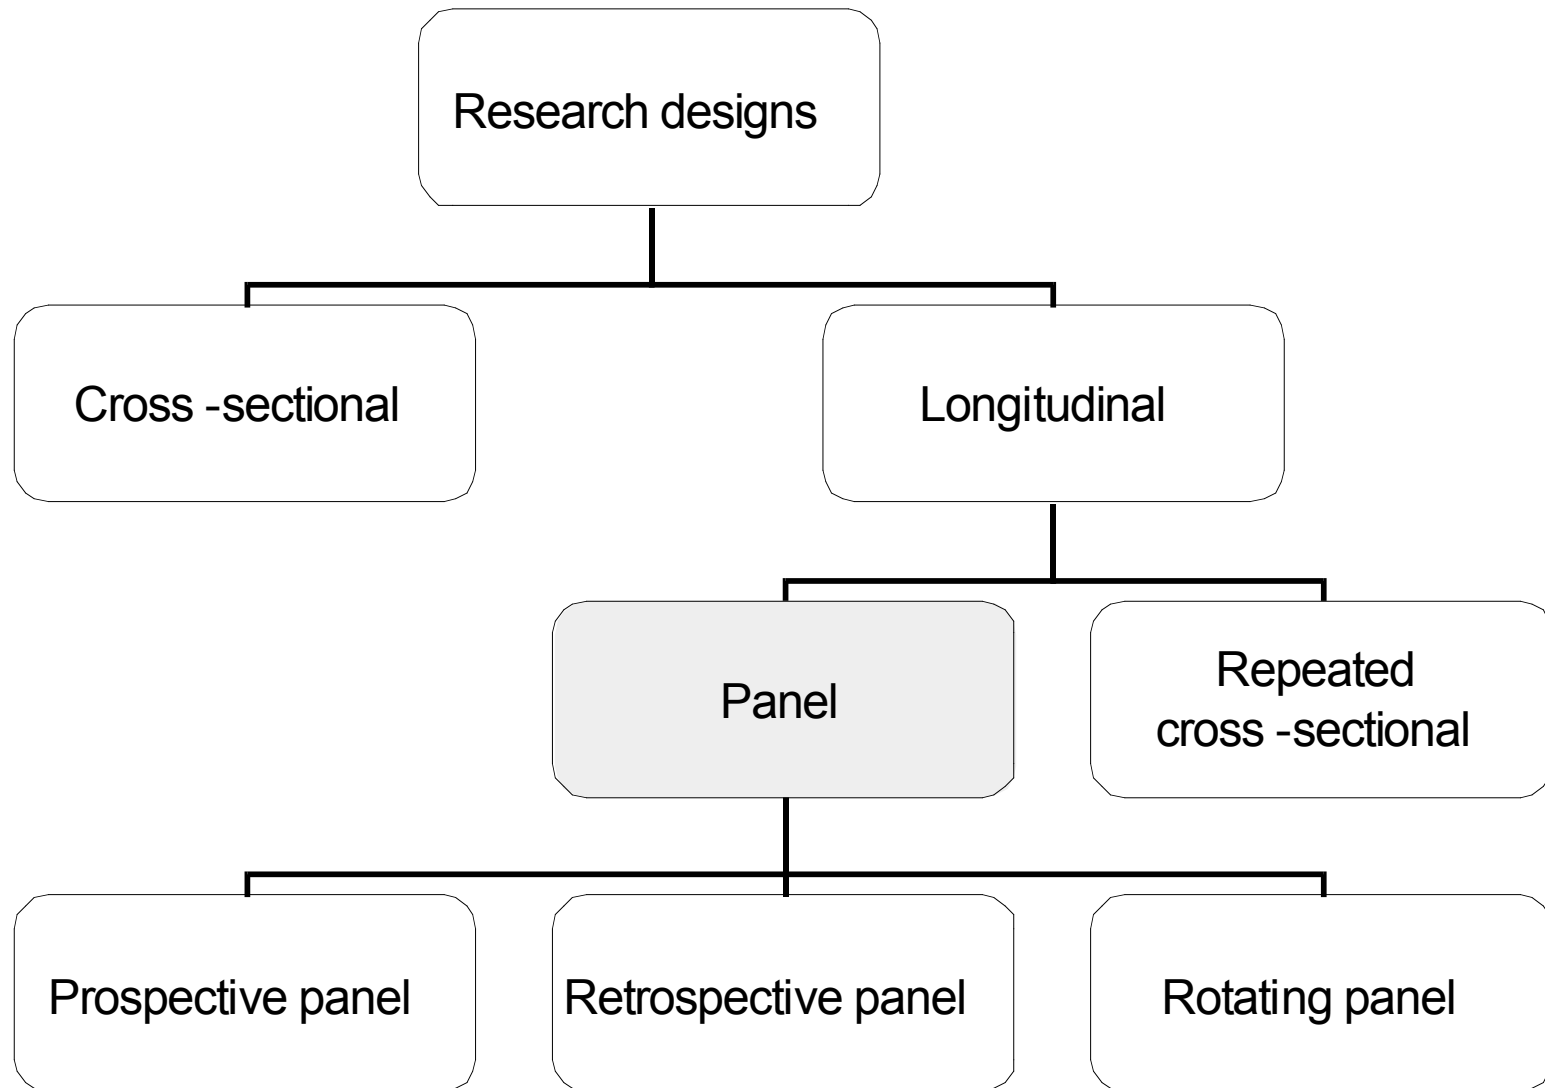 Research designs
Cross -sectional
Longitudinal
Panel
Repeated
cross -sectional
Prospective panel
Retrospective panel
Rotating panel